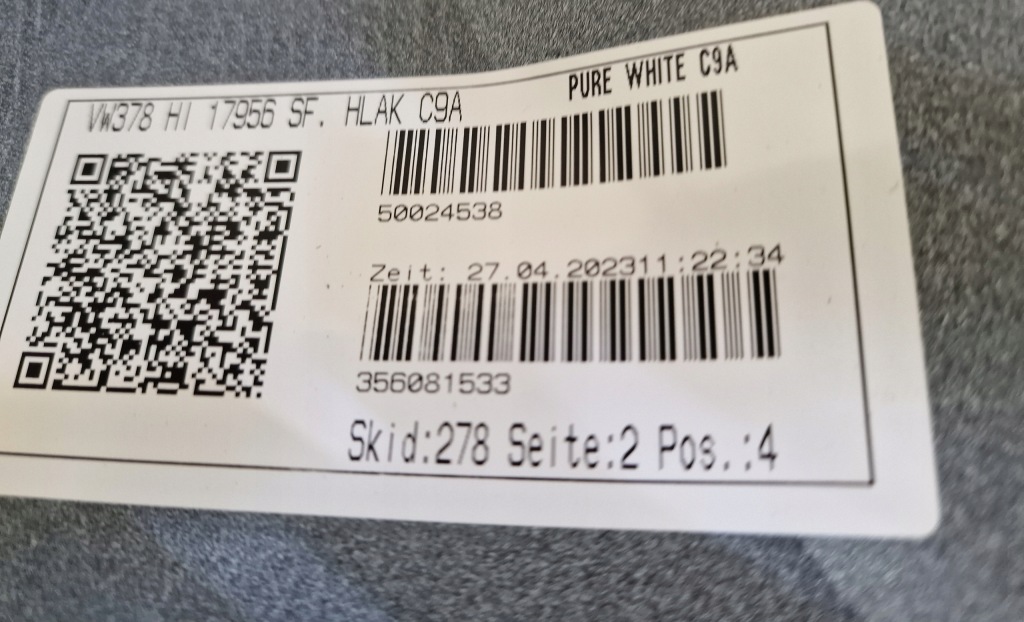 VW378 HI 17956 SF. HLAK C9A
PURE WHITE C9A
50024538
Zeit: 27.04.202311:22:34
356081533
Skid:278 Seite:2 Pos.:4